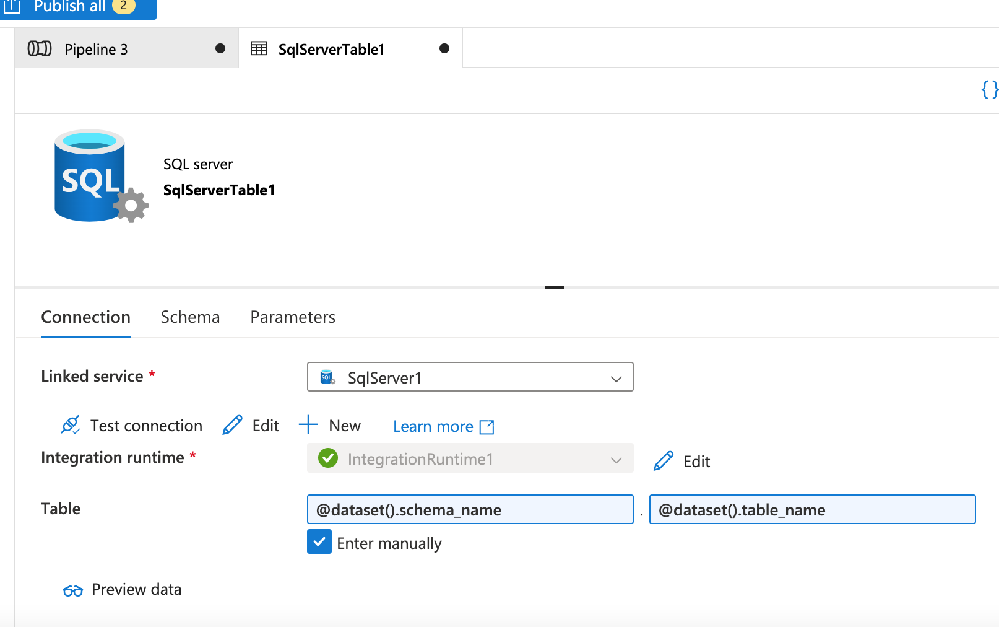 Publish all 2
Pipeline 3 SqlServerTable1
{}
SQL
SQL server
SqlServerTable1
Connection Schema Parameters
Linked service * SQL SqlServer1
Test connection Edit New Learn more
Integration runtime * IntegrationRuntime1 Edit
Table @dataset().schema_name . @dataset().table_name
Enter manually
Preview data